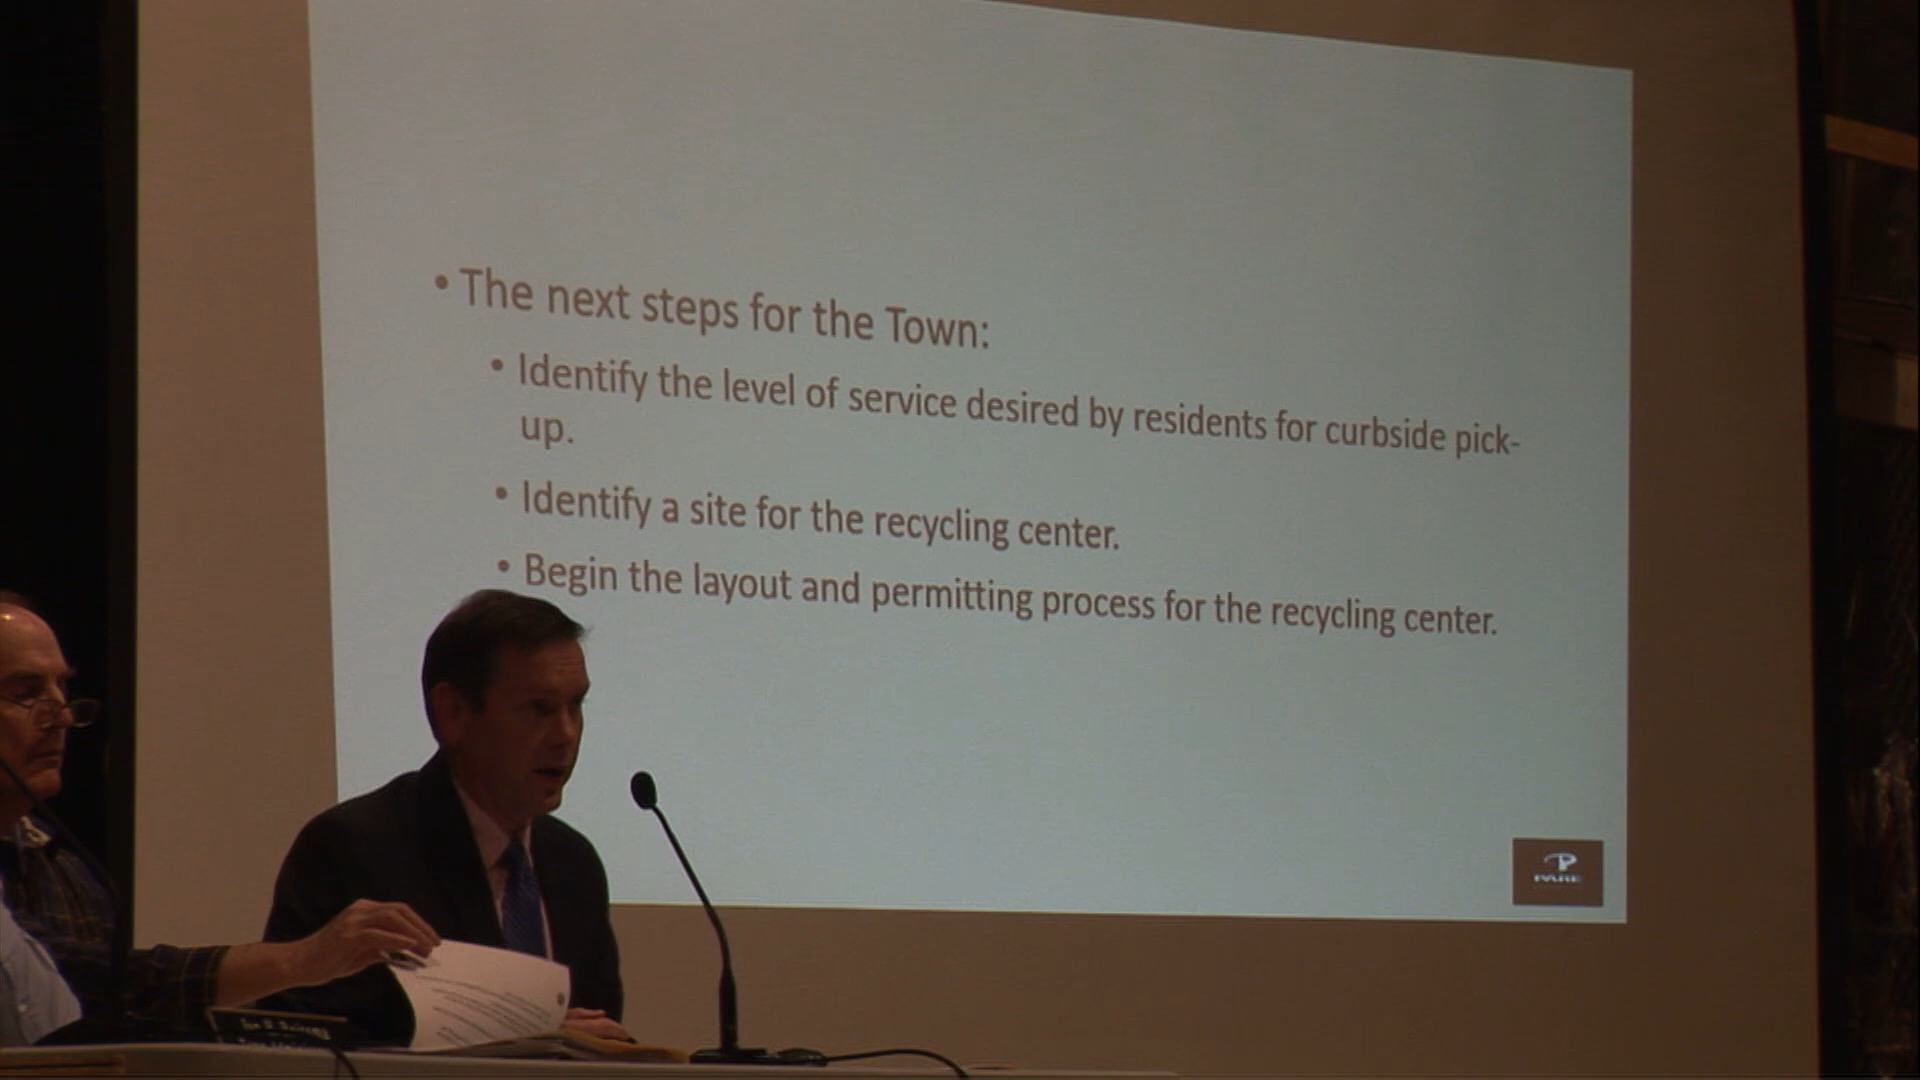 • The next steps for the Town:
• Identify the level of service desired by residents for curbside pick-
up.
• Identify a site for the recycling center.
• Begin the layout and permitting process for the recycling center.
PARE